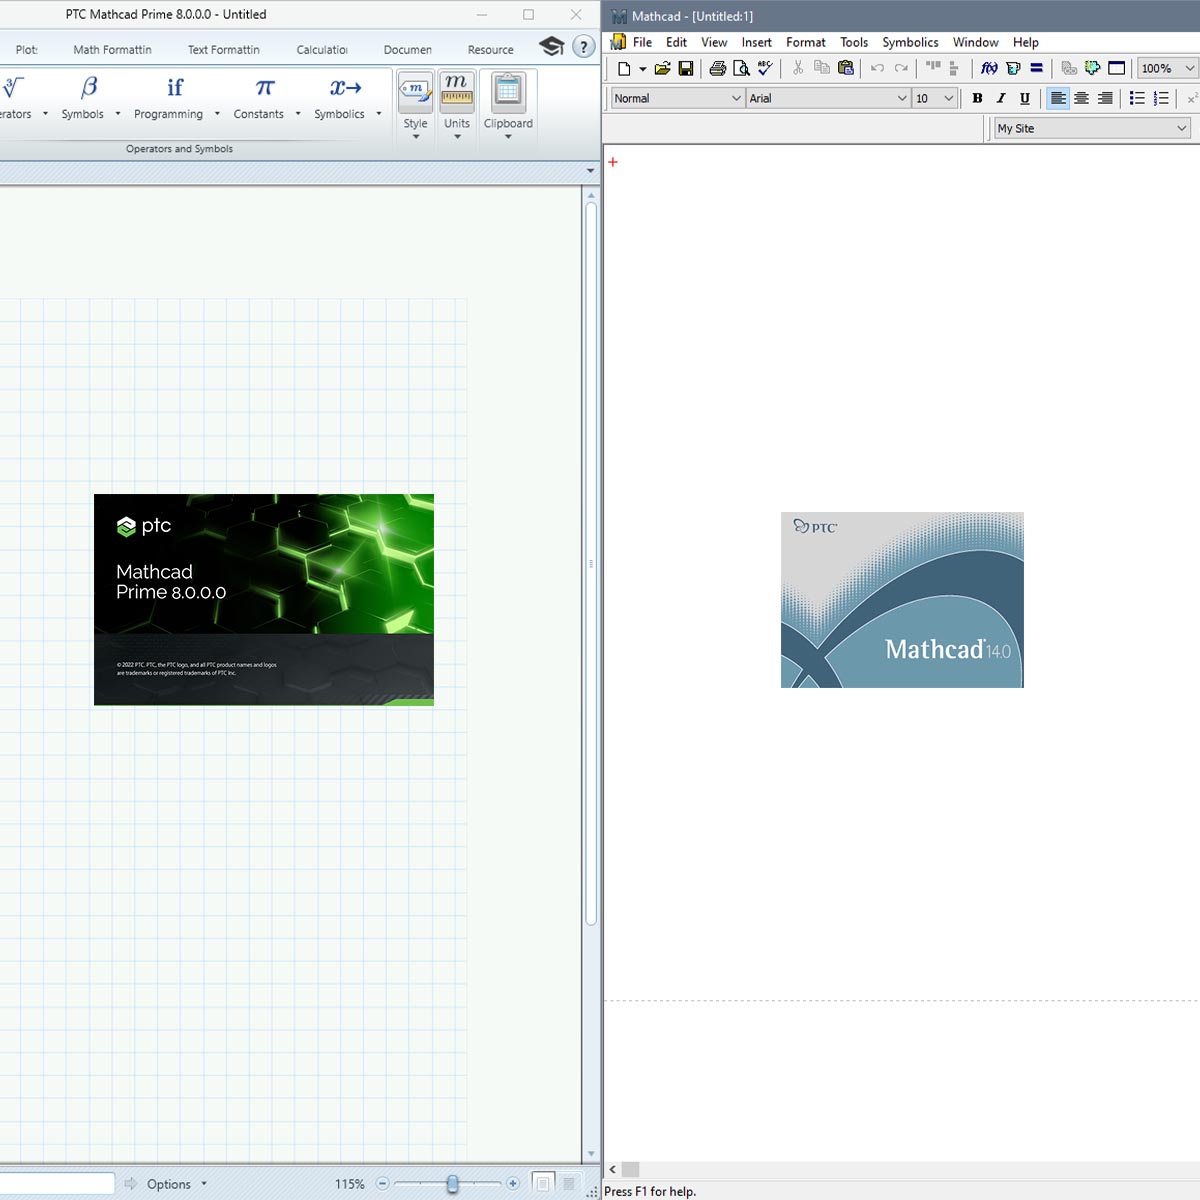 PTC Mathcad Prime 8.0.0.0 - Untitled
Plot: Math Formattin Text Formattin Calculatio Documen Resource
β if π x→
erators Symbols Programming Constants Symbolics
m Style
m Units
Clipboard
Operators and Symbols
ptc
Mathcad
Prime 8.0.0.0
© 2022 PTC. PTC, the PTC logo, and all PTC product names and logos
are trademarks or registered trademarks of PTC Inc.
Options 115%
Mathcad - [Untitled:1]
File Edit View Insert Format Tools Symbolics Window Help
ABC f(x) = 100%
Normal Arial 10 B I U
My Site
PTC
Mathcad 14.0
Press F1 for help.